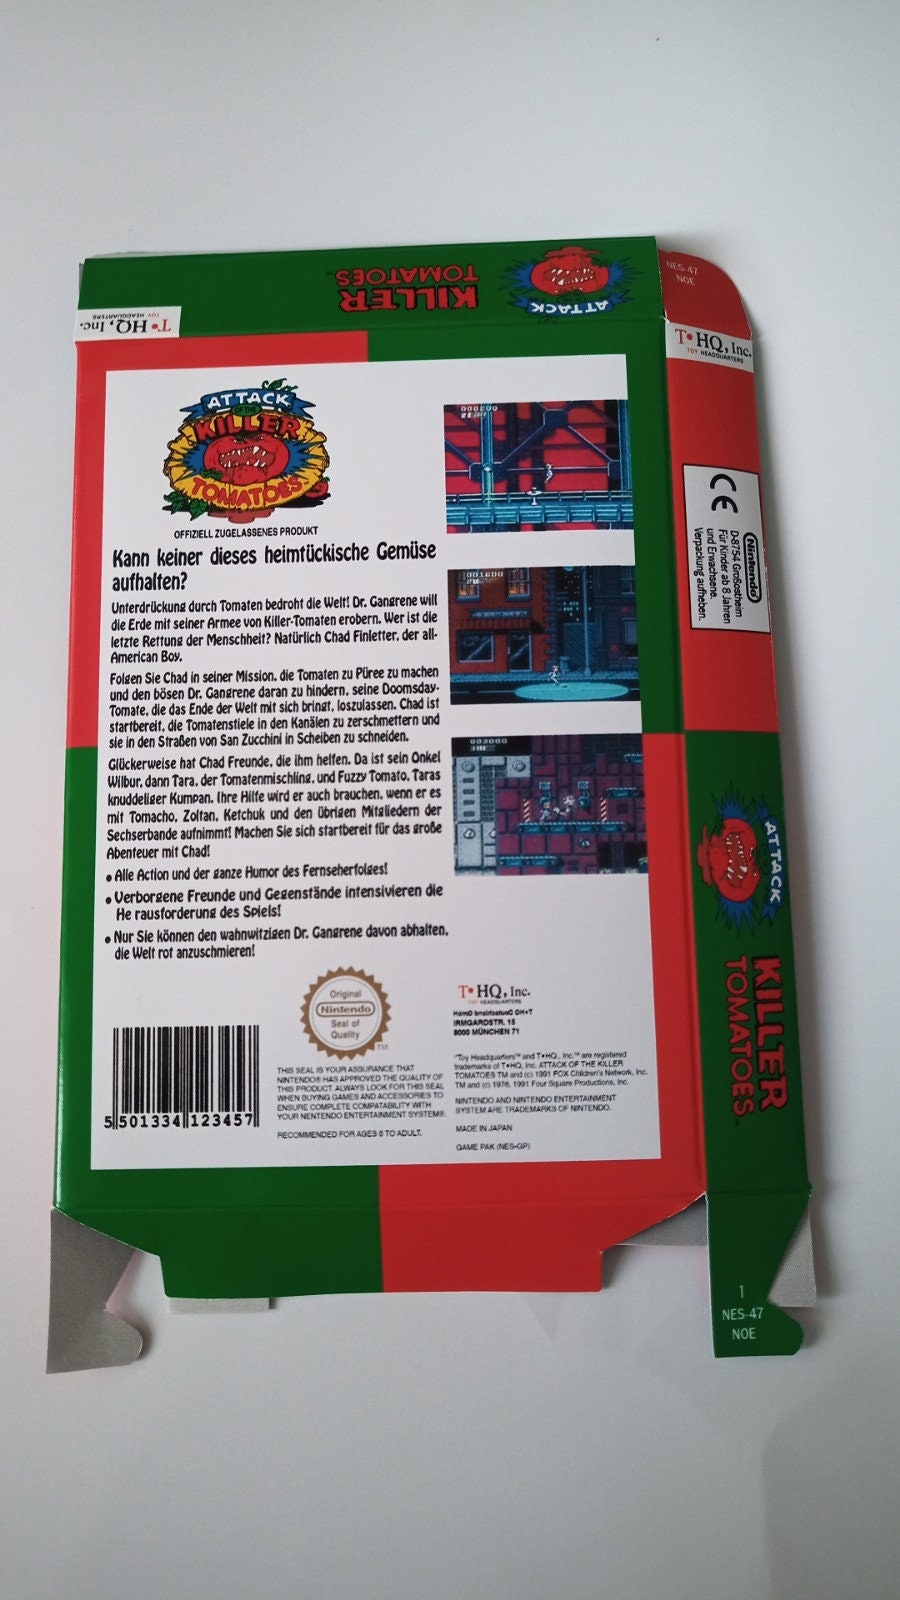 ATTACK
KILLER
TOMATOES™
T•HQ, Inc.
TOY HEADQUARTERS
NES-47
NOE
T•HQ, Inc.
TOY HEADQUARTERS
ATTACK
OF THE
KILLER
TOMATOES
OFFIZIELL ZUGELASSENES PRODUKT
Kann keiner dieses heimtückische Gemüse
aufhalten?
Unterdrückung durch Tomaten bedroht die Welt! Dr. Gangrene will
die Erde mit seiner Armee von Killer-Tomaten erobern. Wer ist die
letzte Rettung der Menschheit? Natürlich Chad Finletter, der all-
American Boy.
Folgen Sie Chad in seiner Mission, die Tomaten zu Püree zu machen
und den bösen Dr. Gangrene daran zu hindern, seine Doomsday-
Tomate, die das Ende der Welt mit sich bringt, loszulassen. Chad ist
startbereit, die Tomatenstiele in den Kanälen zu zerschmettern und
sie in den Straßen von San Zucchini in Scheiben zu schneiden.
Glückerweise hat Chad Freunde, die ihm helfen. Da ist sein Onkel
Wilbur, dann Tara, der Tomatenmischling, und Fuzzy Tomato, Taras
knuddeliger Kumpan. Ihre Hilfe wird er auch brauchen, wenn er es
mit Tomacho, Zoltan, Ketchuk und den übrigen Mitgliedern der
Sechserbande aufnimmt! Machen Sie sich startbereit für das große
Abenteuer mit Chad!
• Alle Action und der ganze Humor des Fernseherfolges!
• Verborgene Freunde und Gegenstände intensivieren die
He rausforderung des Spiels!
• Nur Sie können den wahnwitzigen Dr. Gangrene davon abhalten,
die Welt rot anzuschmieren!
000200
001600
003000
5 501334 123457
Original
Nintendo
Seal of
Quality
TM
THIS SEAL IS YOUR ASSURANCE THAT
NINTENDO® HAS APPROVED THE QUALITY OF
THIS PRODUCT. ALWAYS LOOK FOR THIS SEAL
WHEN BUYING GAMES AND ACCESSORIES TO
ENSURE COMPLETE COMPATABILITY WITH
YOUR NINTENDO ENTERTAINMENT SYSTEM®.
RECOMMENDED FOR AGES 8 TO ADULT.
T•HQ, Inc.
TOY HEADQUARTERS
IRMGARDSTR. 15
8000 MÜNCHEN 71
"Toy Headquarters"™ and T•HQ., Inc.™ are registered
trademarks of T•HQ, Inc. ATTACK OF THE KILLER
TOMATOES TM and (c) 1991 FOX Children's Network, Inc.
TM and (c) 1978, 1991 Four Square Productions, Inc.
NINTENDO AND NINTENDO ENTERTAINMENT
SYSTEM ARE TRADEMARKS OF NINTENDO.
MADE IN JAPAN
GAME PAK (NES-GP)
CE
Nintendo
D-8754 Großostheim
Für Kinder ab 8 Jahren
und Erwachsene.
Verpackung aufheben.
ATTACK
KILLER
TOMATOES™
1
NES-47
NOE